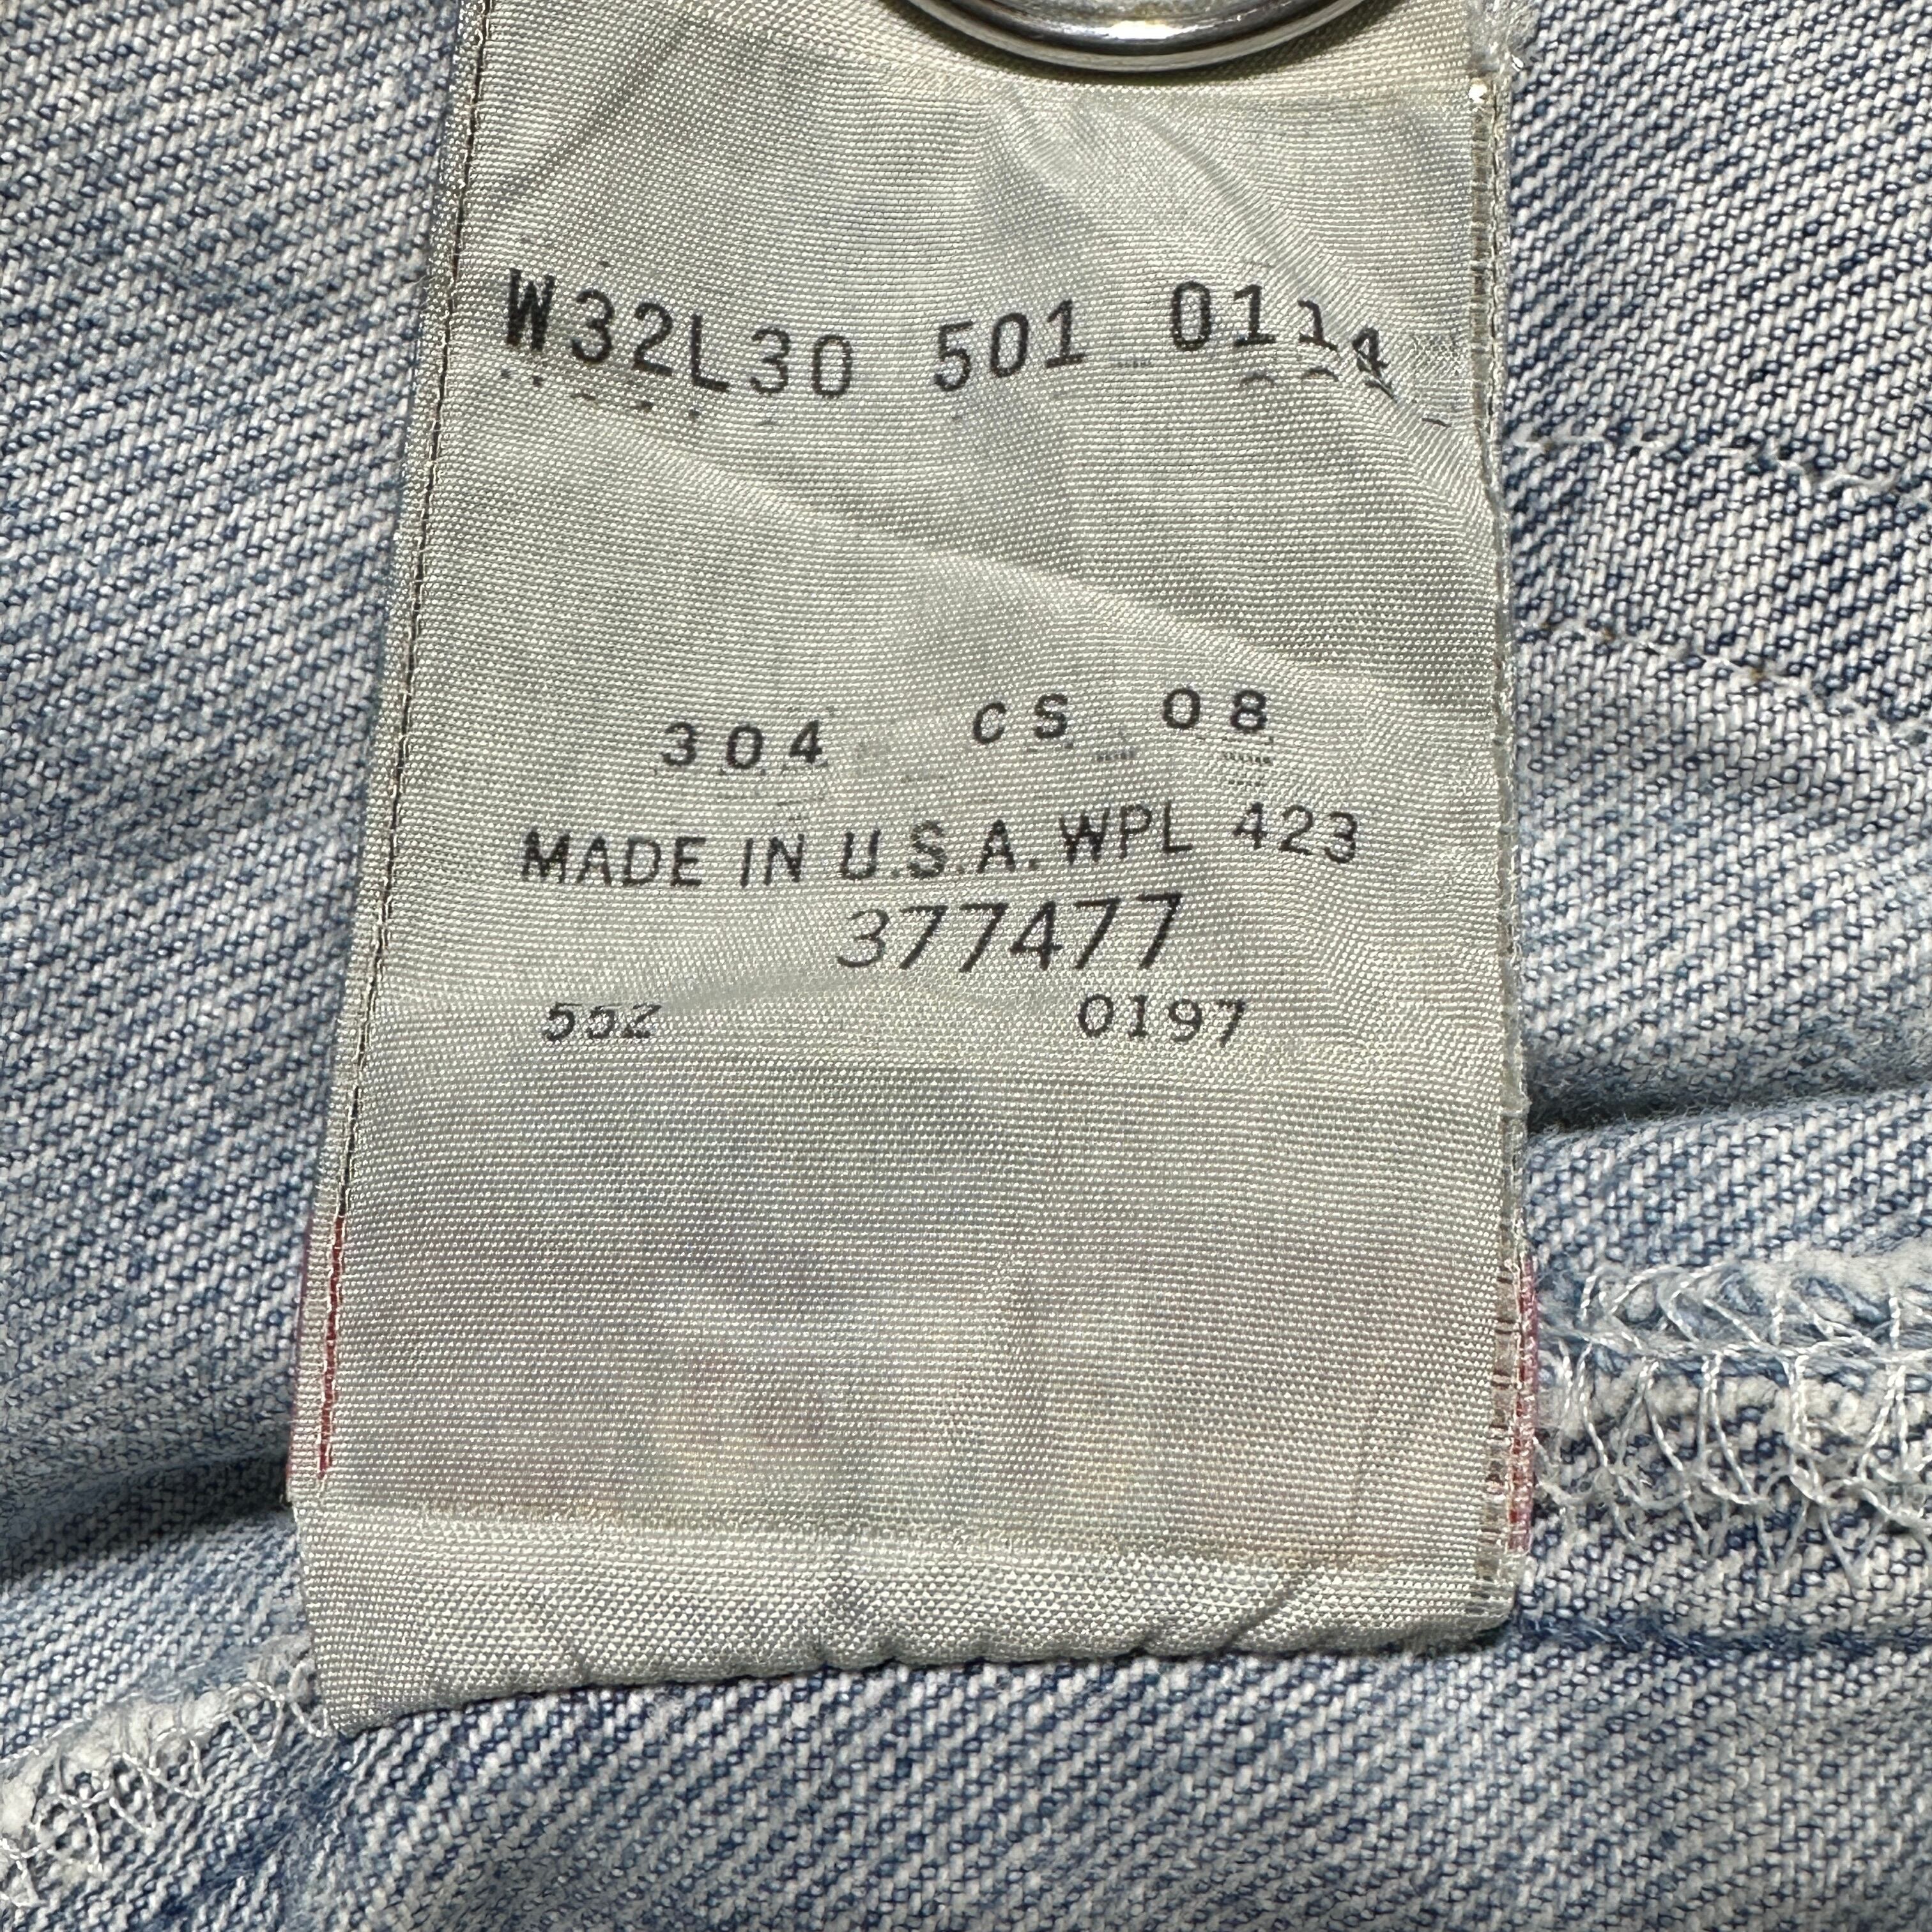 W32L30 501 0114
304 CS 08
MADE IN U.S.A. WPL 423
377477
552 0197